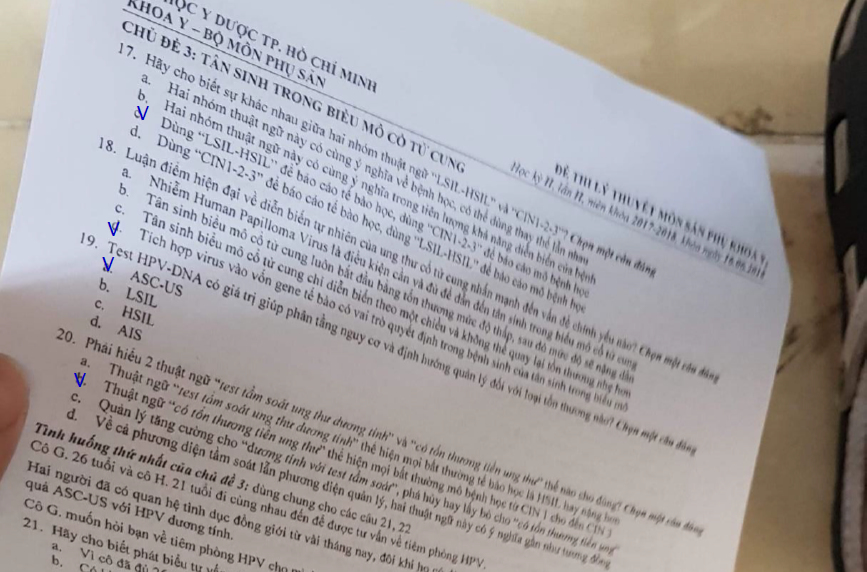 HỌC Y DƯỢC TP. HỒ CHÍ MINH
KHOA Y – BỘ MÔN PHỤ SẢN
ĐỀ THI LÝ THUYẾT MÔN SẢN PHỤ KHOA Y
Học kỳ II, lần II, niên khóa 2017-2018, khóa ngày
CHỦ ĐỀ 3: TÂN SINH TRONG BIỂU MÔ CỔ TỬ CUNG
17. Hãy cho biết sự khác nhau giữa hai nhóm thuật ngữ "LSIL-HSIL" và "CIN1-2-3"? Chọn một câu đúng
a. Hai nhóm thuật ngữ này có cùng ý nghĩa về bệnh học, có thể dùng thay thế lẫn nhau
b. Hai nhóm thuật ngữ này có cùng ý nghĩa trong tiên lượng khả năng diễn biến của bệnh
c. Dùng "LSIL-HSIL" để báo cáo tế bào học, dùng "CIN1-2-3" để báo cáo mô bệnh học
d. Dùng "CIN1-2-3" để báo cáo tế bào học, dùng "LSIL-HSIL" để báo cáo mô bệnh học
18. Luận điểm hiện đại về diễn biến tự nhiên của ung thư cổ tử cung nhấn mạnh đến vấn đề chính yếu nào? Chọn một câu đúng
a. Nhiễm Human Papilloma Virus là điều kiện cần và đủ để dẫn đến tân sinh trong biểu mô cổ tử cung
b. Tân sinh biểu mô cổ tử cung luôn bắt đầu bằng tổn thương mức độ thấp, sau đó mức độ sẽ nặng dần
c. Tân sinh biểu mô cổ tử cung chỉ diễn biến theo một chiều và không thể quay lại tổn thương nhẹ hơn
Tích hợp virus vào vốn gene tế bào có vai trò quyết định trong bệnh sinh của tân sinh trong biểu mô
19. Test HPV-DNA có giá trị giúp phân tầng nguy cơ và định hướng quản lý đối với loại tổn thương nào? Chọn một câu đúng
ASC-US
b. LSIL
c. HSIL
d. AIS
20. Phải hiểu 2 thuật ngữ "test tầm soát ung thư dương tính" và "có tổn thương tiền ung thư" thế nào cho đúng? Chọn một câu đúng
a. Thuật ngữ "test tầm soát ung thư dương tính" thể hiện mọi bất thường tế bào học là HSIL hay nặng hơn
Thuật ngữ "có tổn thương tiền ung thư" thể hiện mọi bất thường mô bệnh học từ CIN 1 cho đến CIN 3
c. Quản lý tăng cường cho "dương tính với test tầm soát", phá hủy hay lấy bỏ cho "có tổn thương tiền ung"
d. Về cả phương diện tầm soát lẫn phương diện quản lý, hai thuật ngữ này có ý nghĩa gần như tương đồng
Tình huống thứ nhất của chủ đề 3: dùng chung cho các câu 21, 22
Cô G. 26 tuổi và cô H. 21 tuổi đi cùng nhau đến để được tư vấn về tiêm phòng HPV.
Hai người đã có quan hệ tình dục đồng giới từ vài tháng nay, đôi khi họ
quả ASC-US với HPV dương tính.
Cô G. muốn hỏi bạn về tiêm phòng HPV cho
21. Hãy cho biết phát biểu tư
a. Vì cô đã đủ
b.